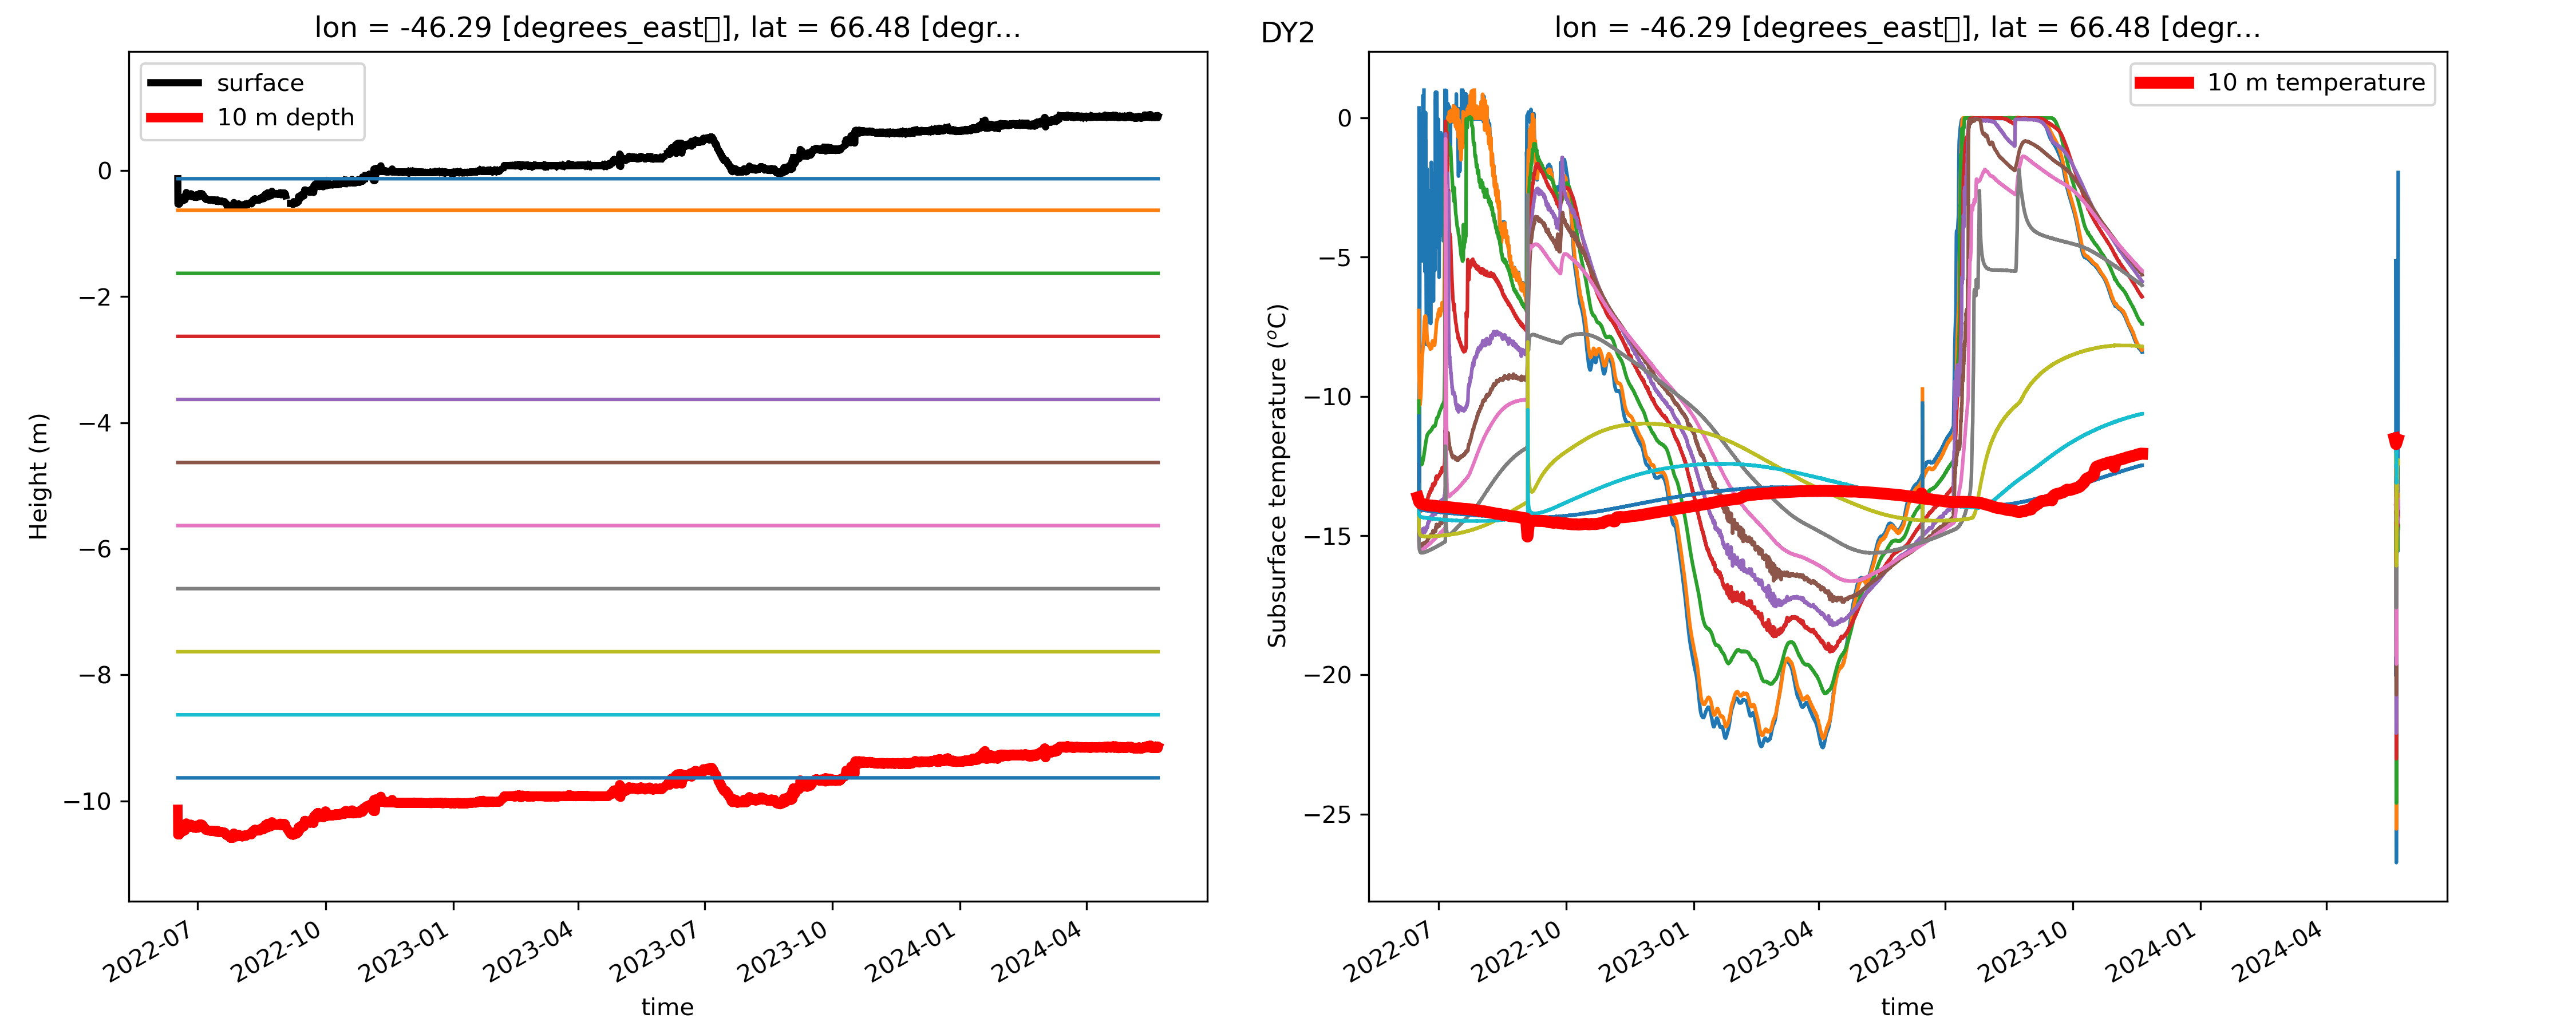 lon = -46.29 [degrees_east▯], lat = 66.48 [degr...
surface
10 m depth
Height (m)
0
−2
−4
−6
−8
−10
2022-07
2022-10
2023-01
2023-04
2023-07
2023-10
2024-01
2024-04
time
DY2
lon = -46.29 [degrees_east▯], lat = 66.48 [degr...
10 m temperature
Subsurface temperature (°C)
0
−5
−10
−15
−20
−25
2022-07
2022-10
2023-01
2023-04
2023-07
2023-10
2024-01
2024-04
time